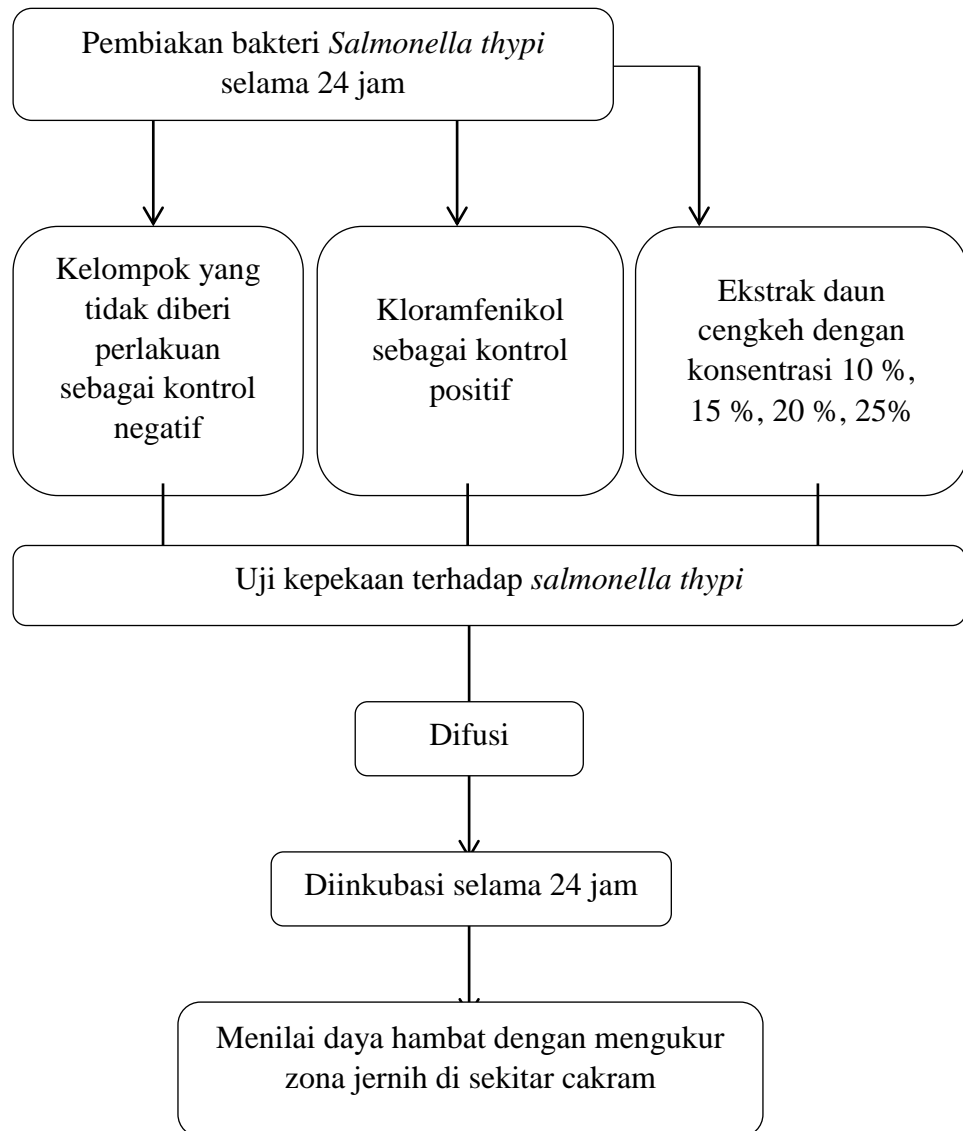 Pembiakan bakteri Salmonella thypi
selama 24 jam
Kelompok yang
tidak diberi
perlakuan
sebagai kontrol
negatif
Kloramfenikol
sebagai kontrol
positif
Ekstrak daun
cengkeh dengan
konsentrasi 10 %,
15 %, 20 %, 25%
Uji kepekaan terhadap salmonella thypi
Difusi
Diinkubasi selama 24 jam
Menilai daya hambat dengan mengukur
zona jernih di sekitar cakram